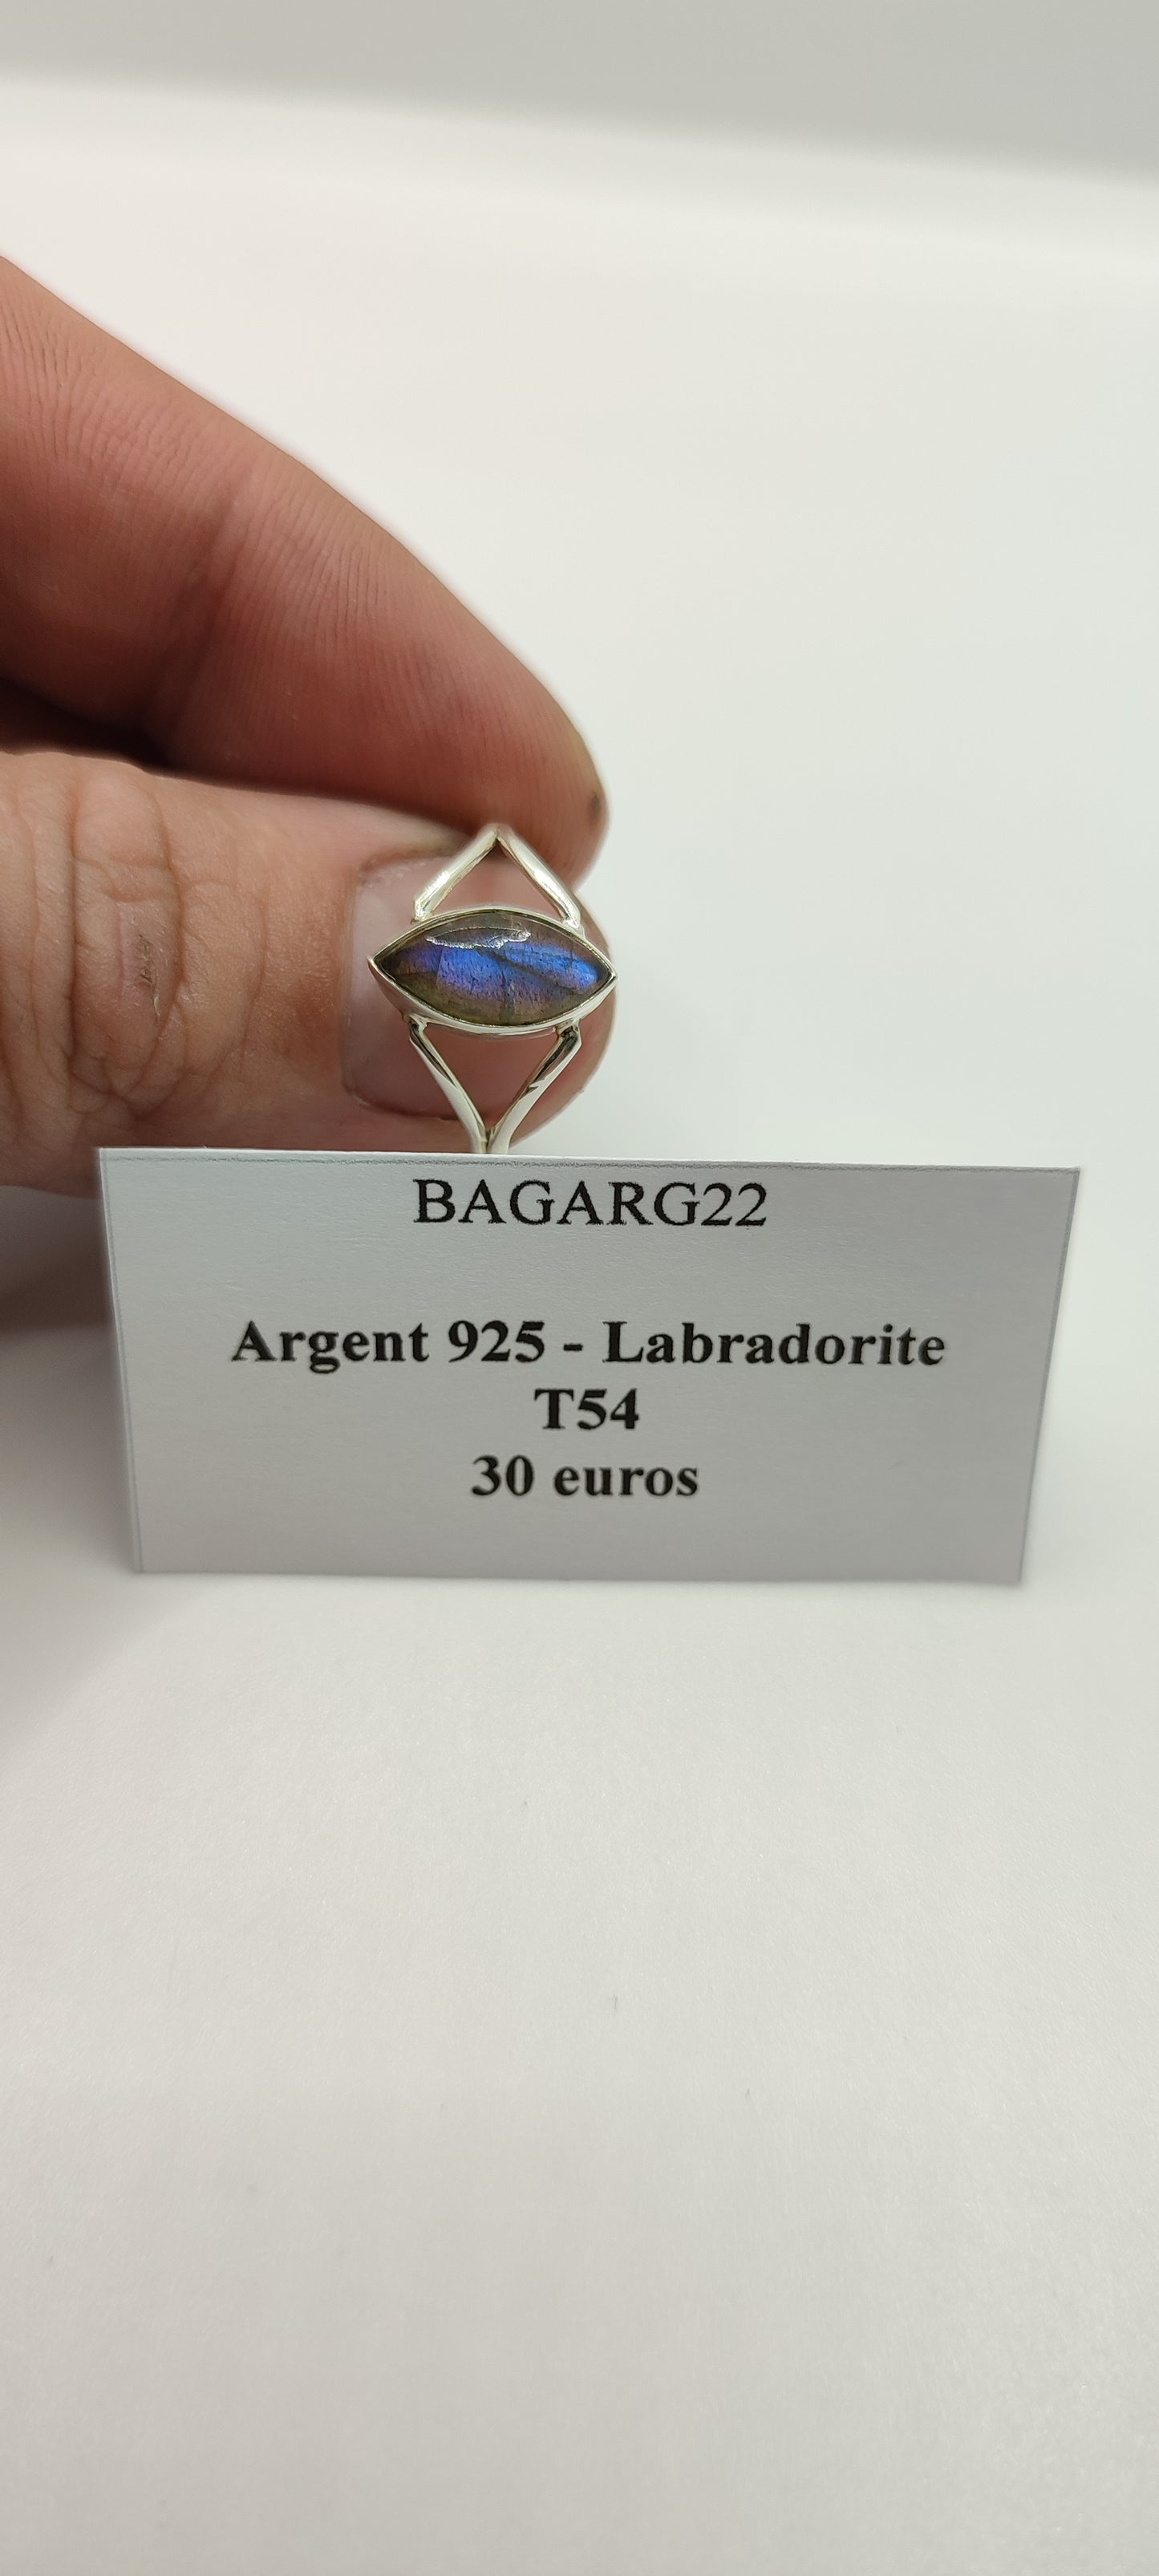 BAGARG22
Argent 925 - Labradorite
T54
30 euros